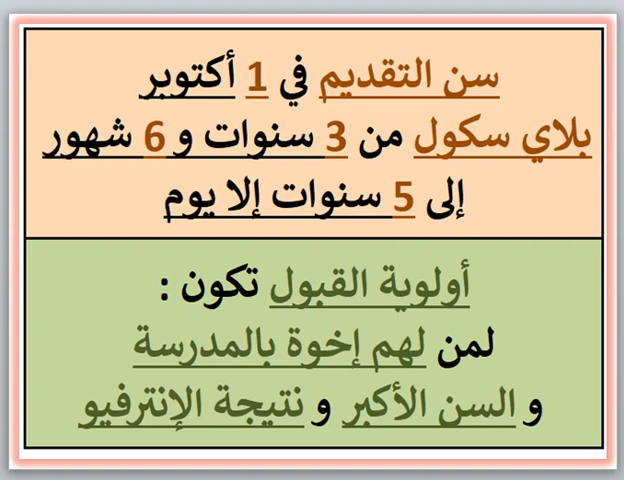 سن التقديم في 1 أكتوبر
بلاي سكول من 3 سنوات و 6 شهور
إلى 5 سنوات إلا يوم
أولوية القبول تكون :
لمن لهم إخوة بالمدرسة
و السن الأكبر و نتيجة الإنترفيو